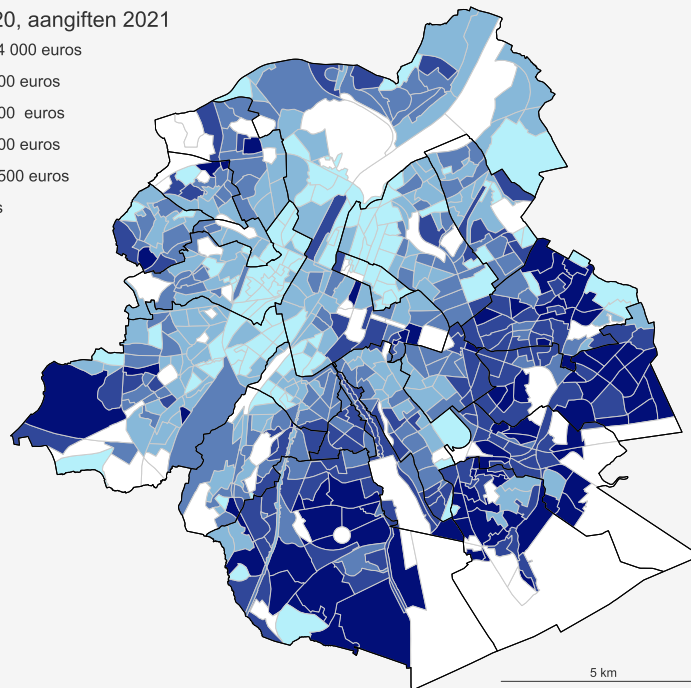 20, aangiften 2021
4 000 euros
00 euros
00 euros
00 euros
500 euros
s
5 km